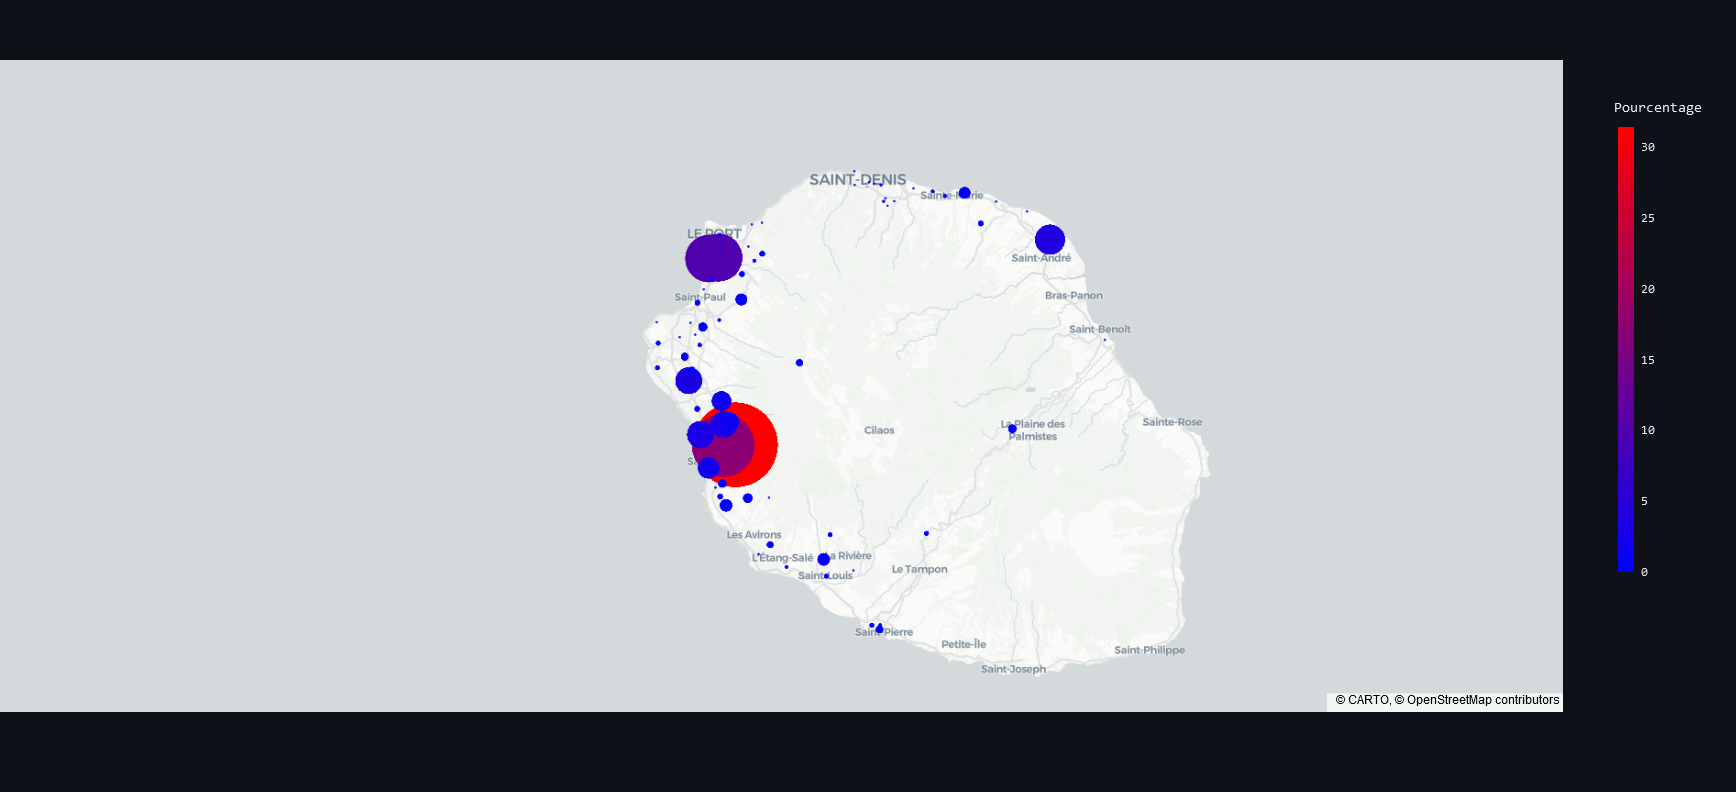 Pourcentage
30
25
20
15
10
5
0
SAINT-DENIS
Sainte-Marie
LE PORT
Saint-André
Saint-Paul
Bras-Panon
Saint-Benoît
Cilaos
La Plaine des
Palmistes
Sainte-Rose
Les Avirons
L'Étang-Salé
La Rivière
Saint-Louis
Le Tampon
Saint-Pierre
Petite-Île
Saint-Joseph
Saint-Philippe
© CARTO, © OpenStreetMap contributors